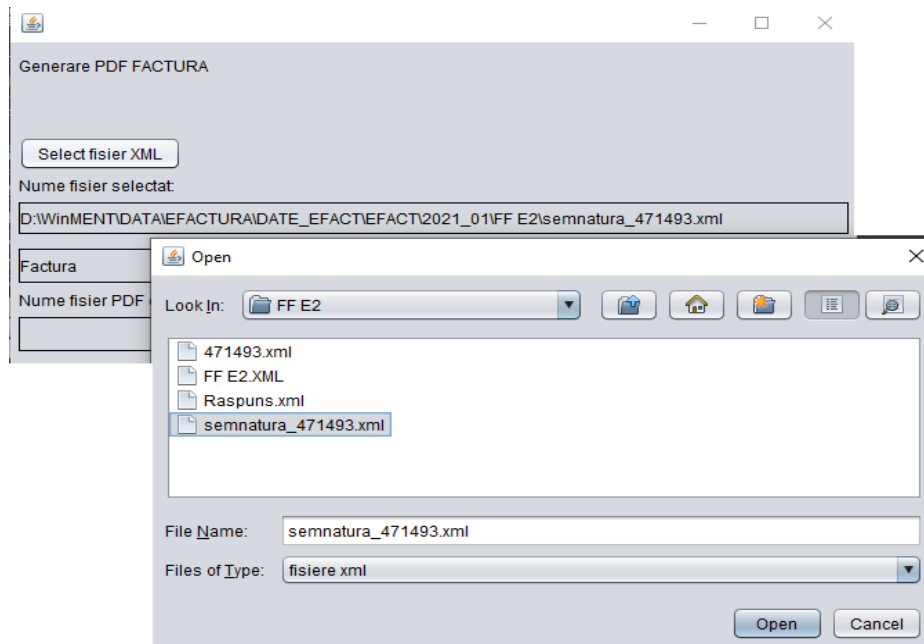 Generare PDF FACTURA
Select fisier XML
Nume fisier selectat:
D:\WinMENT\DATA\EFACTURA\DATE_EFACT\EFACT\2021_01\FF E2\semnatura_471493.xml
Factura
Nume fisier PDF
Open
Look In:
FF E2
471493.xml
FF E2.XML
Raspuns.xml
semnatura_471493.xml
File Name:
semnatura_471493.xml
Files of Type:
fisiere xml
Open
Cancel